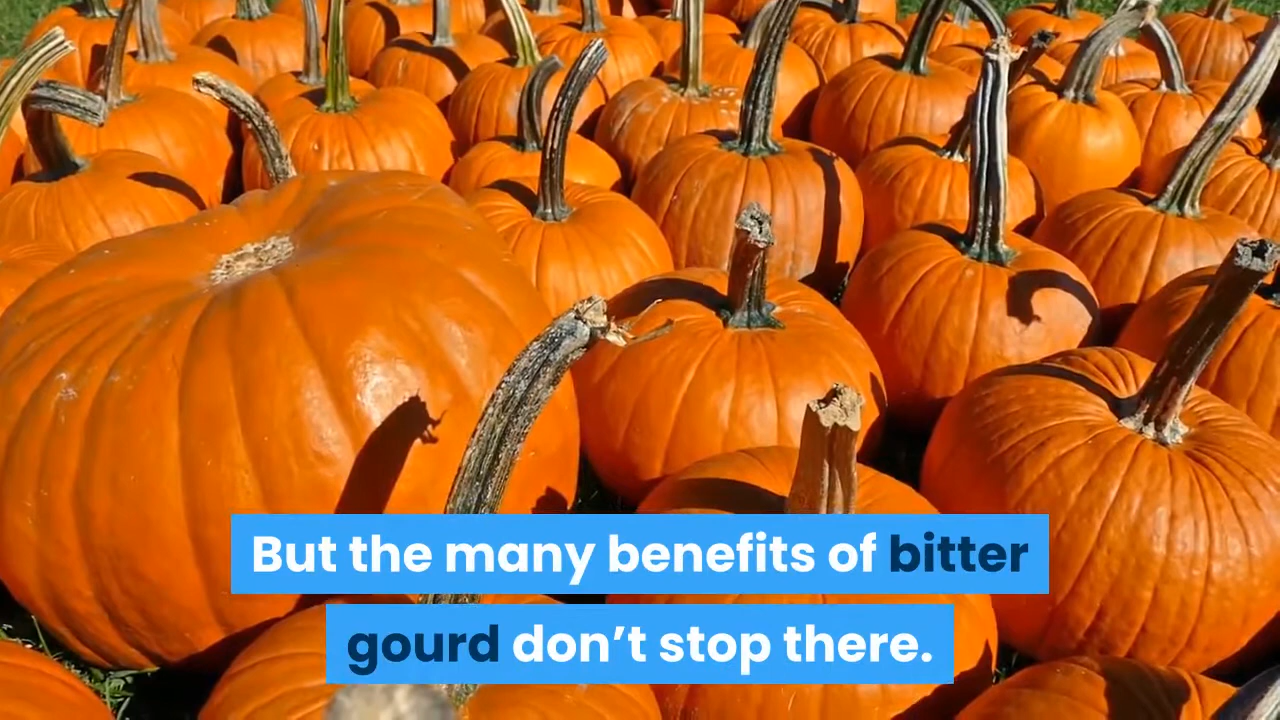 But the many benefits of bitter
gourd don’t stop there.